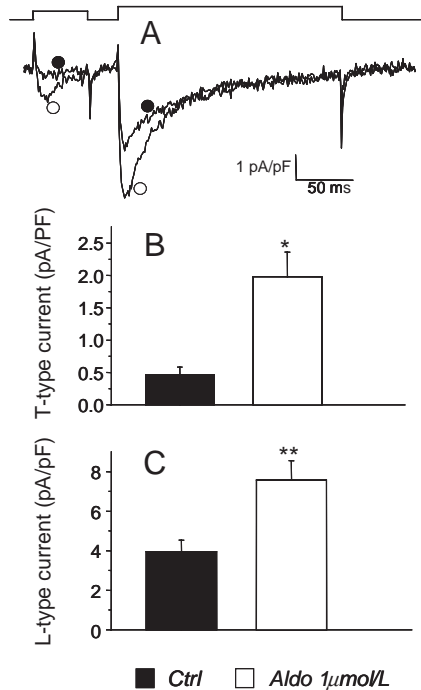 A
1 pA/pF
50 ms
B
T-type current (pA/PF)
2.5
2.0
1.5
1.0
0.5
0.0
*
C
L-type current (pA/pF)
8
6
4
2
0
**
Ctrl
Aldo 1μmol/L